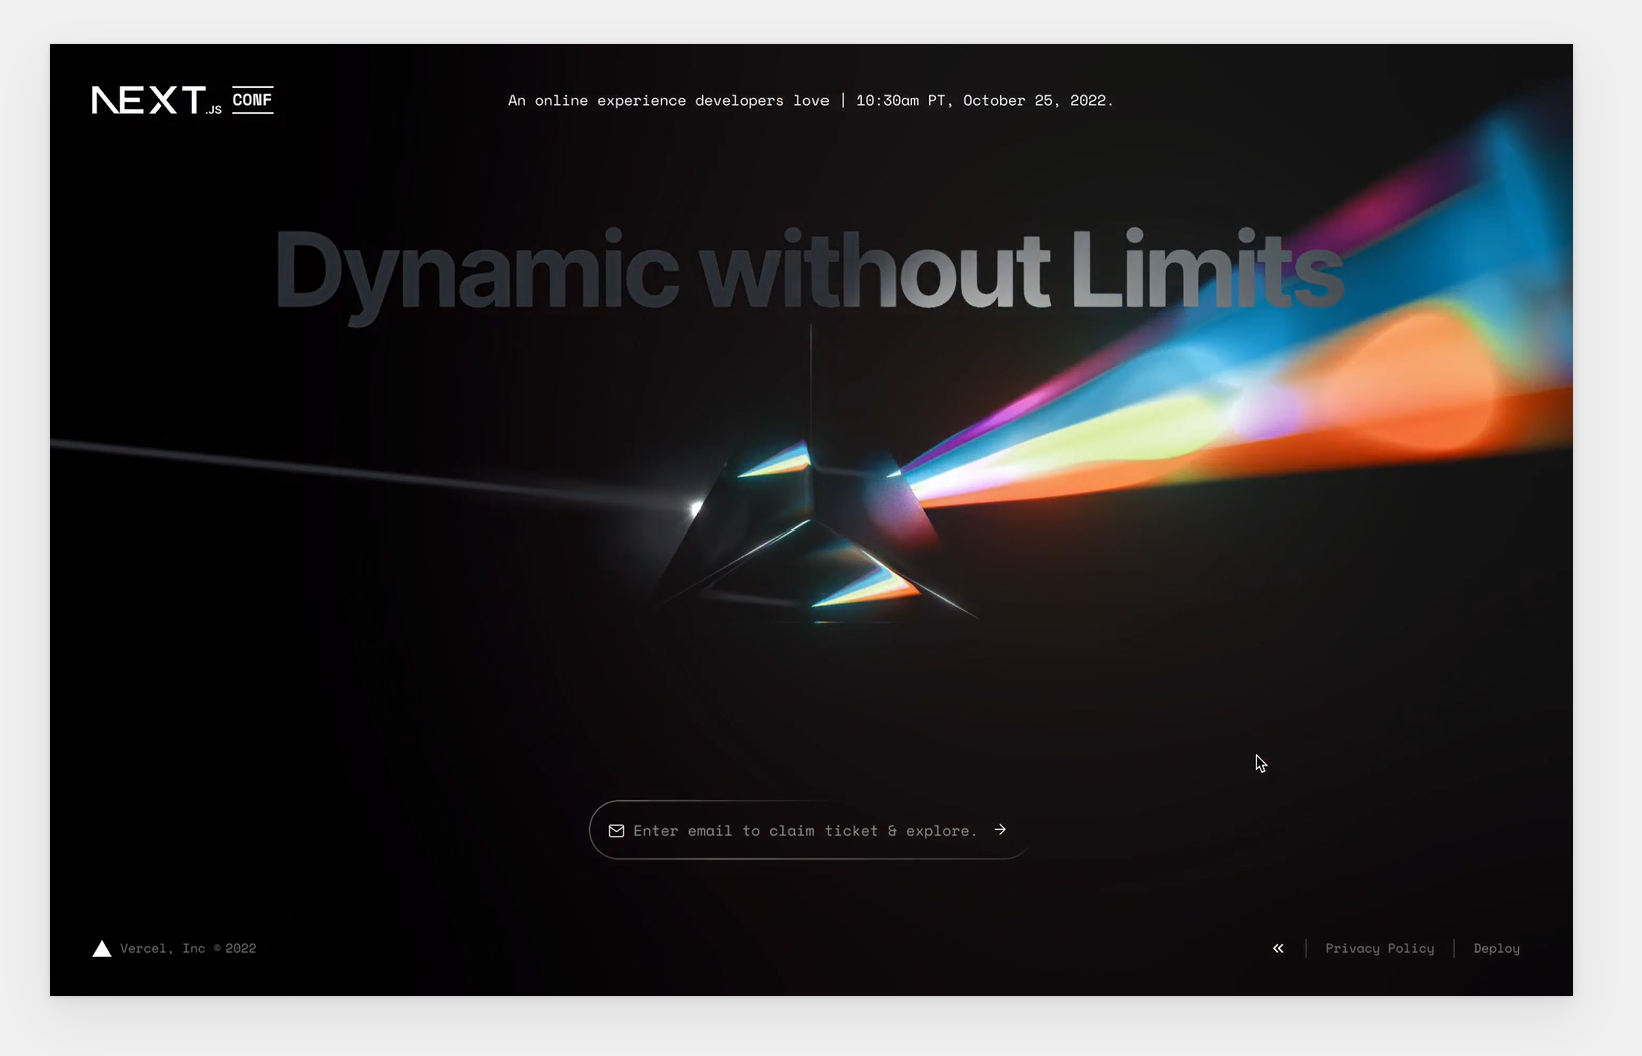 NEXT.JS CONF
An online experience developers love | 10:30am PT, October 25, 2022.
Dynamic without Limits
Enter email to claim ticket & explore.
Vercel, Inc © 2022
Privacy Policy
Deploy